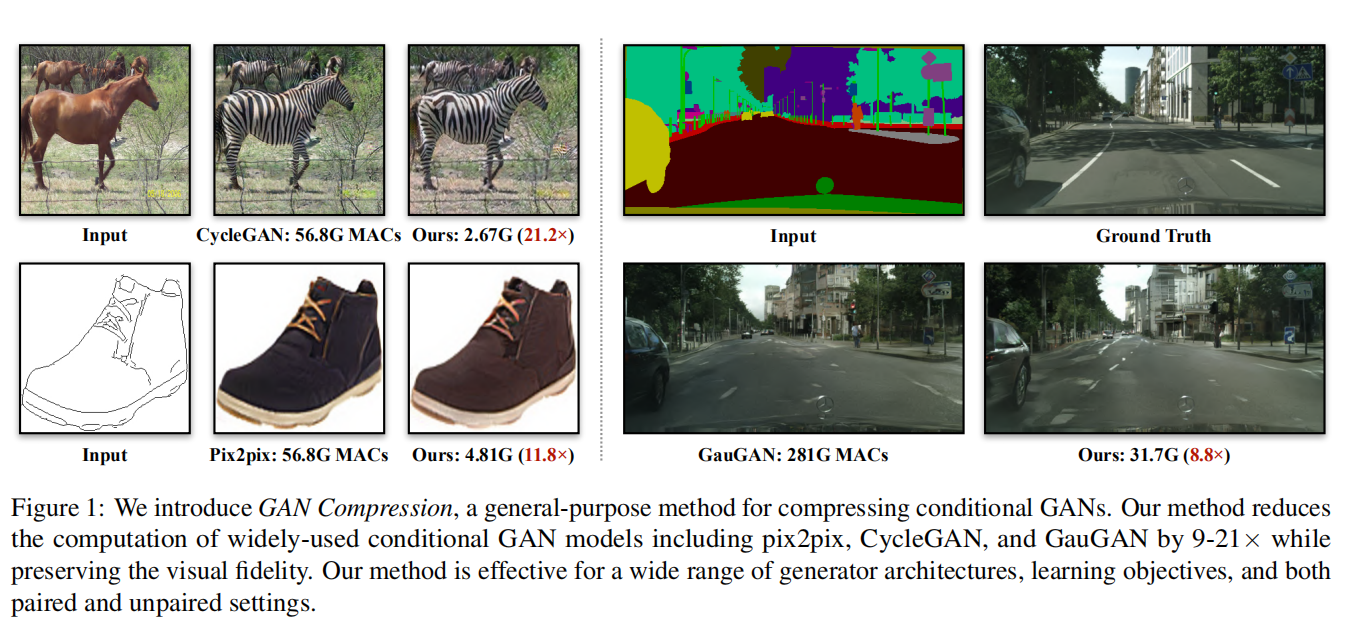 Input
CycleGAN: 56.8G MACs
Ours: 2.67G (21.2×)
Input
Pix2pix: 56.8G MACs
Ours: 4.81G (11.8×)
Input
Ground Truth
GauGAN: 281G MACs
Ours: 31.7G (8.8×)
Figure 1: We introduce GAN Compression, a general-purpose method for compressing conditional GANs. Our method reduces
the computation of widely-used conditional GAN models including pix2pix, CycleGAN, and GauGAN by 9-21× while
preserving the visual fidelity. Our method is effective for a wide range of generator architectures, learning objectives, and both
paired and unpaired settings.